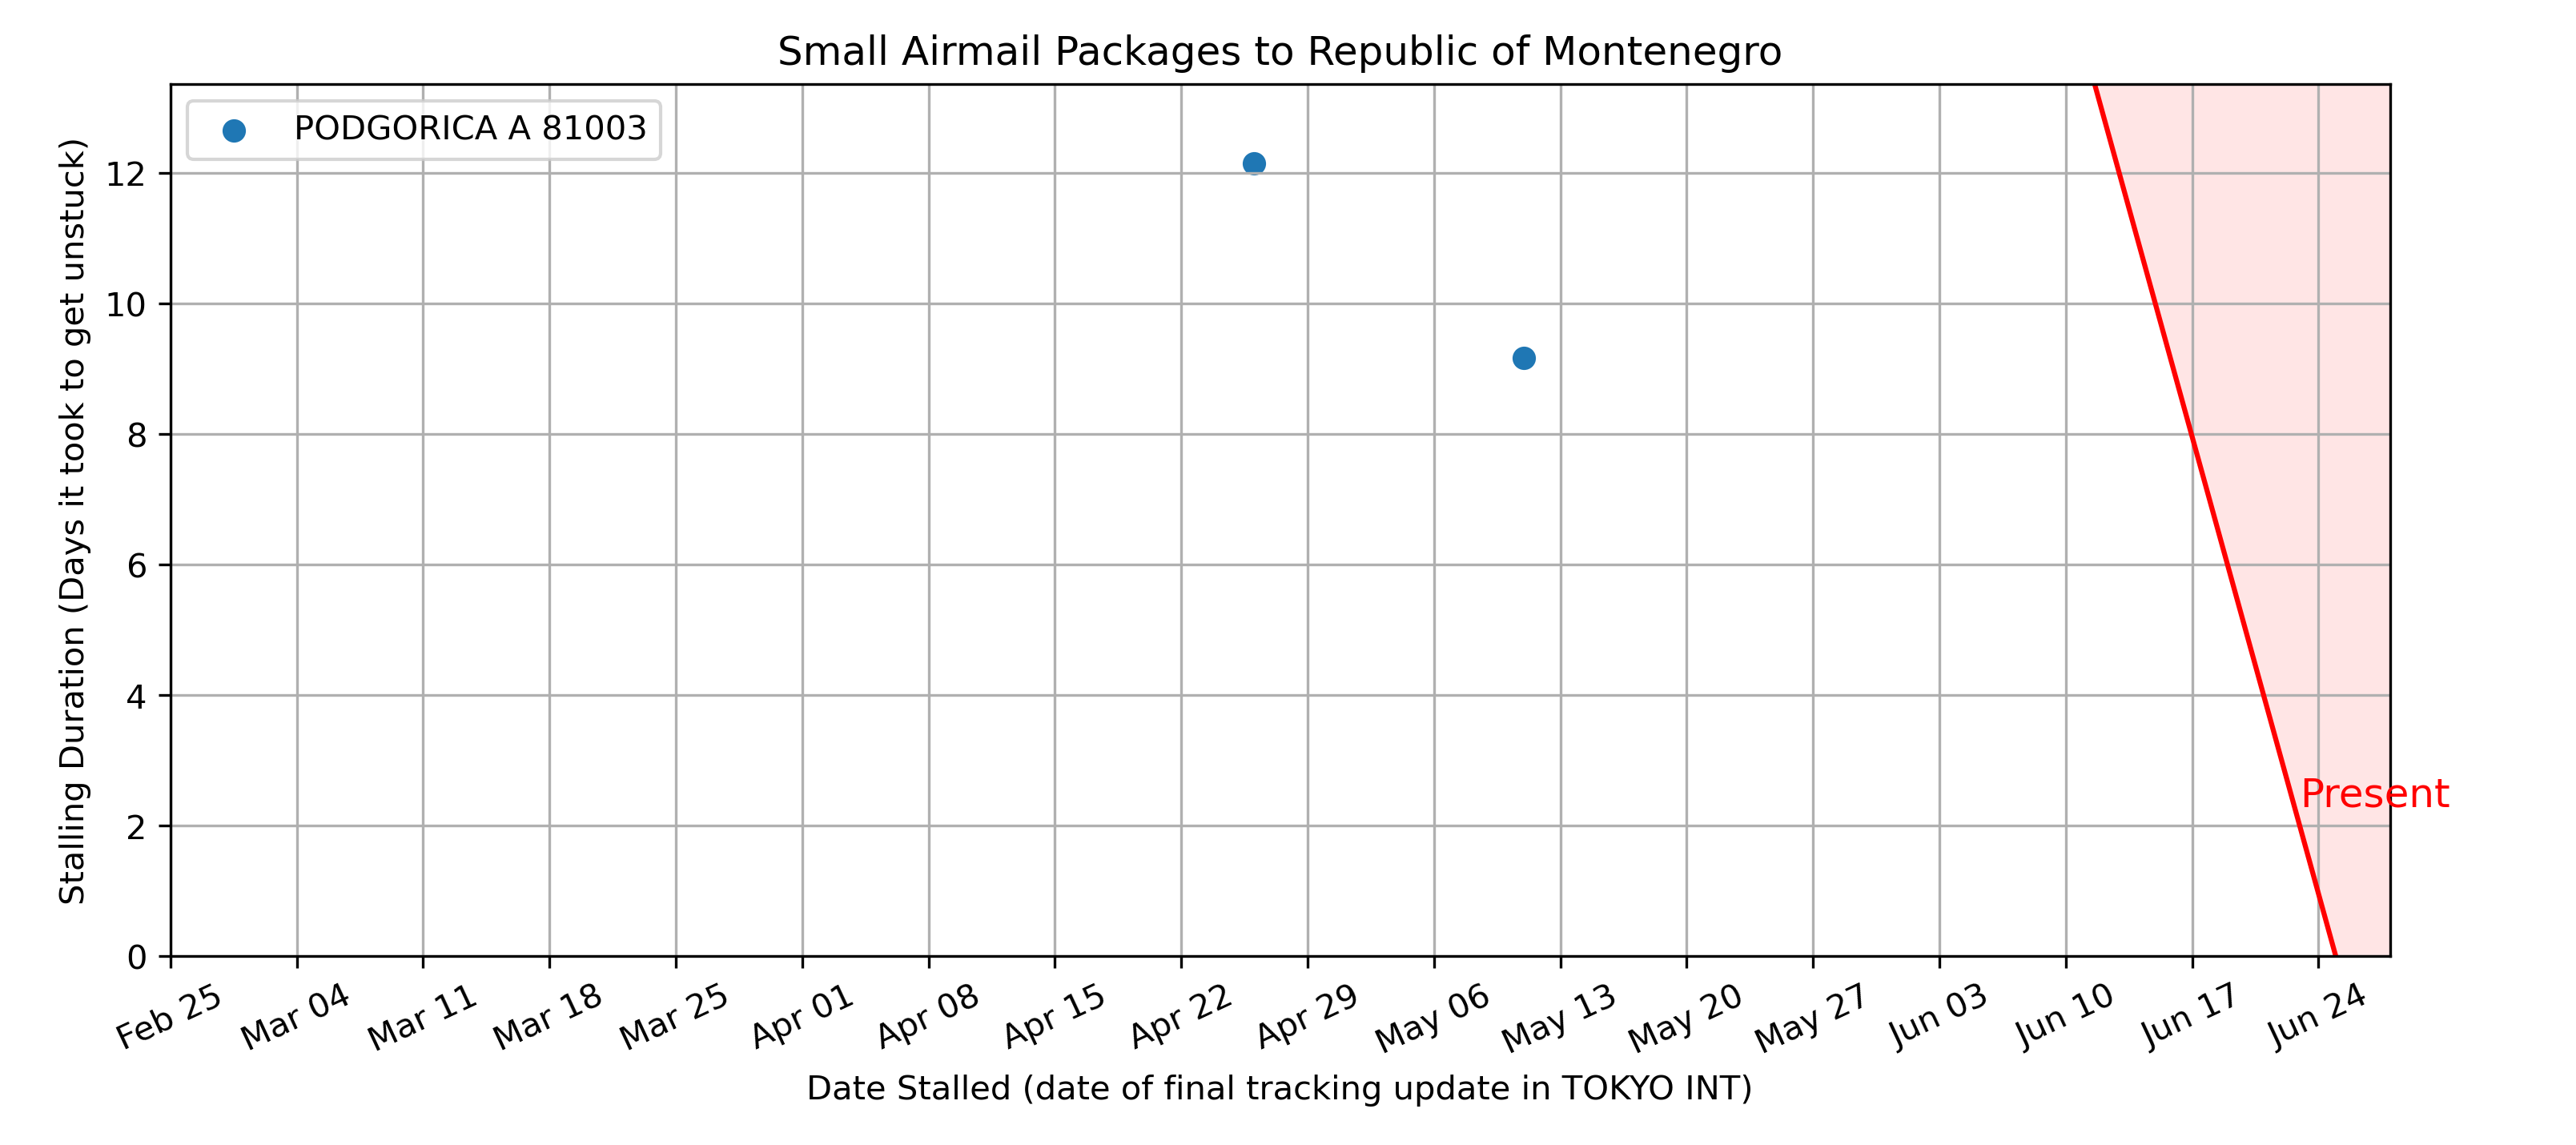 Small Airmail Packages to Republic of Montenegro
PODGORICA A 81003
Stalling Duration (Days it took to get unstuck)
12
10
8
6
4
2
0
Present
Feb 25
Mar 04
Mar 11
Mar 18
Mar 25
Apr 01
Apr 08
Apr 15
Apr 22
Apr 29
May 06
May 13
May 20
May 27
Jun 03
Jun 10
Jun 17
Jun 24
Date Stalled (date of final tracking update in TOKYO INT)